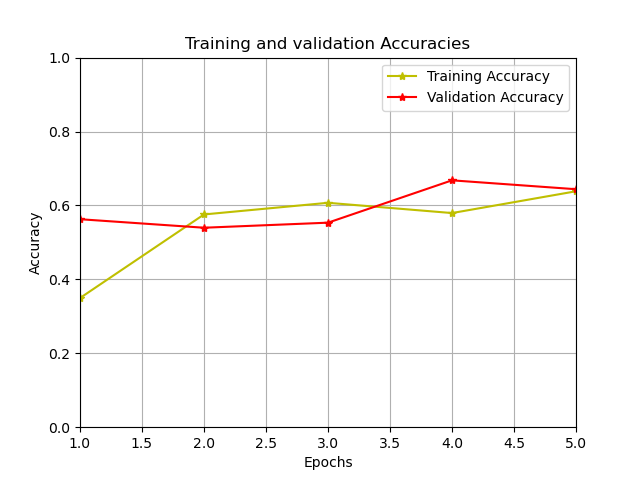 Training and validation Accuracies
Training Accuracy
Validation Accuracy
Accuracy
1.0
0.8
0.6
0.4
0.2
0.0
1.0 1.5 2.0 2.5 3.0 3.5 4.0 4.5 5.0
Epochs